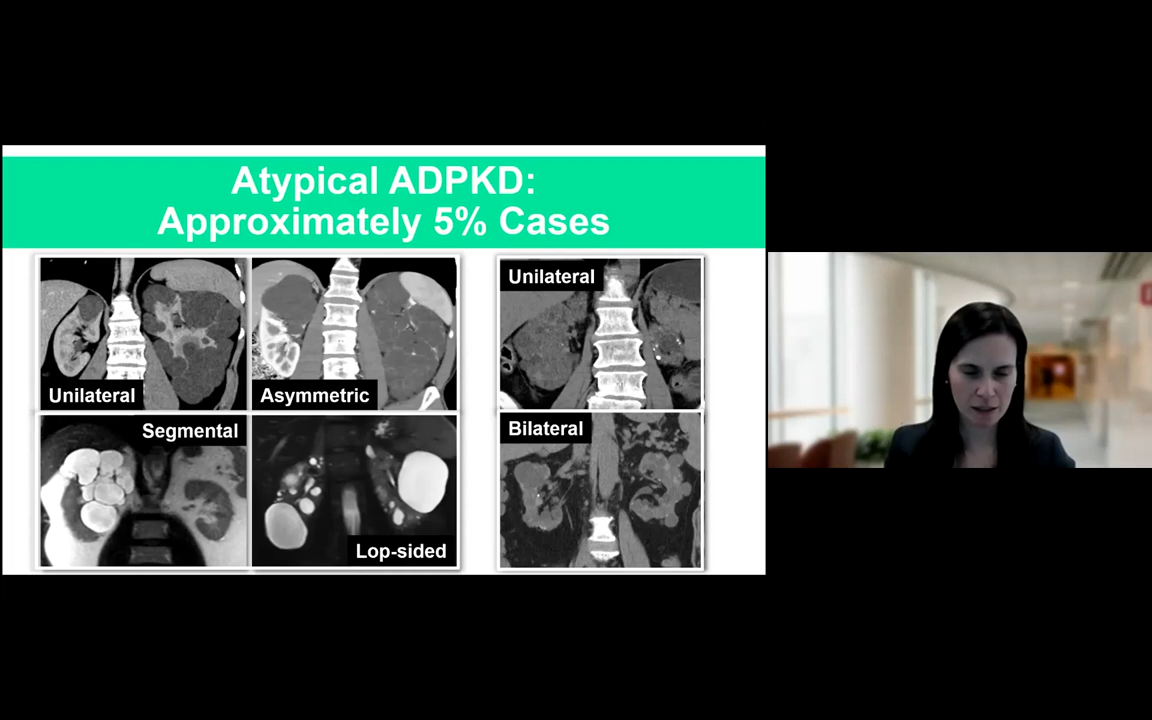 Atypical ADPKD:
Approximately 5% Cases
Unilateral
Asymmetric
Segmental
Lop-sided
Unilateral
Bilateral